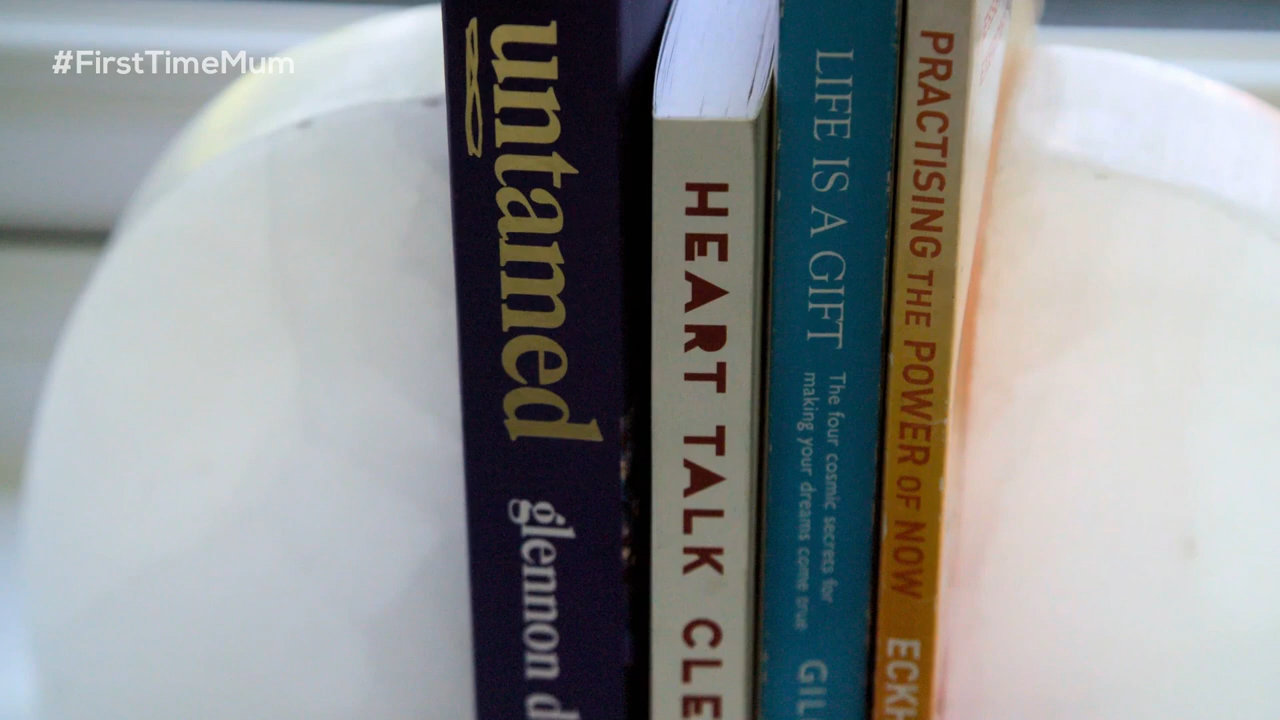 #FirstTimeMum
untamed glennon d
HEART TALK CLE
LIFE IS A GIFT
The four cosmic secrets for
making your dreams come true
GIL
PRACTISING THE POWER OF NOW
ECKH